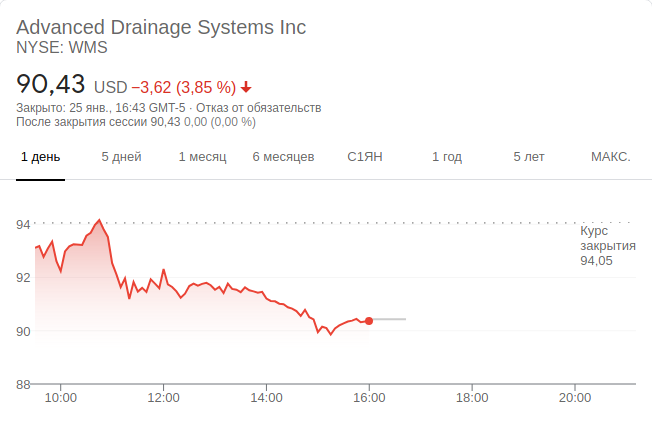 Advanced Drainage Systems Inc
NYSE: WMS
90,43 USD −3,62 (3,85 %)
Закрыто: 25 янв., 16:43 GMT-5 · Отказ от обязательств
После закрытия сессии 90,43 0,00 (0,00 %)
1 день 5 дней 1 месяц 6 месяцев С1ЯН 1 год 5 лет МАКС.
94
Курс
закрытия
94,05
92
90
88
10:00 12:00 14:00 16:00 18:00 20:00